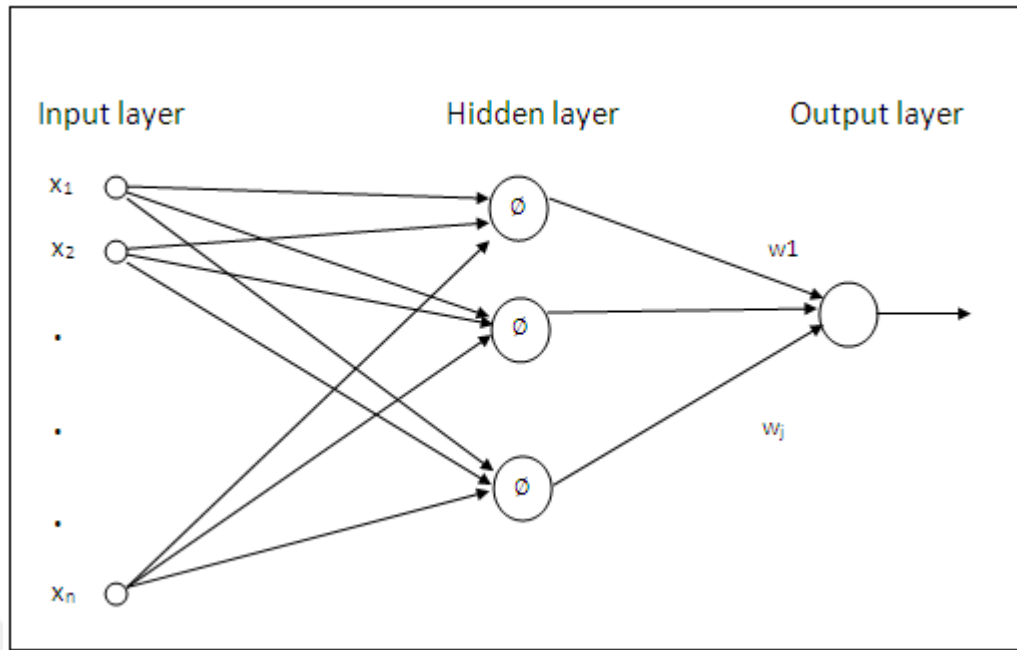 Input layer Hidden layer Output layer
x₁
Ø
x₂
w1
Ø
.
.
wⱼ
Ø
.
xₙ